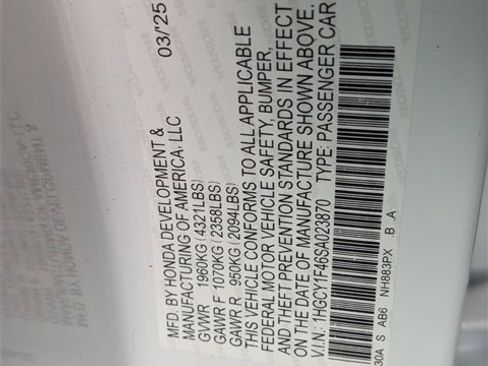 MFD. BY HONDA DEVELOPMENT & 03/'25
MANUFACTURING OF AMERICA, LLC
GVWR 1960KG(4321LBS)
GAWR F 1070KG(2358LBS)
GAWR R 950KG(2094LBS)
THIS VEHICLE CONFORMS TO ALL APPLICABLE
FEDERAL MOTOR VEHICLE SAFETY, BUMPER,
AND THEFT PREVENTION STANDARDS IN EFFECT
ON THE DATE OF MANUFACTURE SHOWN ABOVE.
V.I.N: 1HGCY1F46SA023870 TYPE: PASSENGER CAR
30A S AB6 NH883PX B A